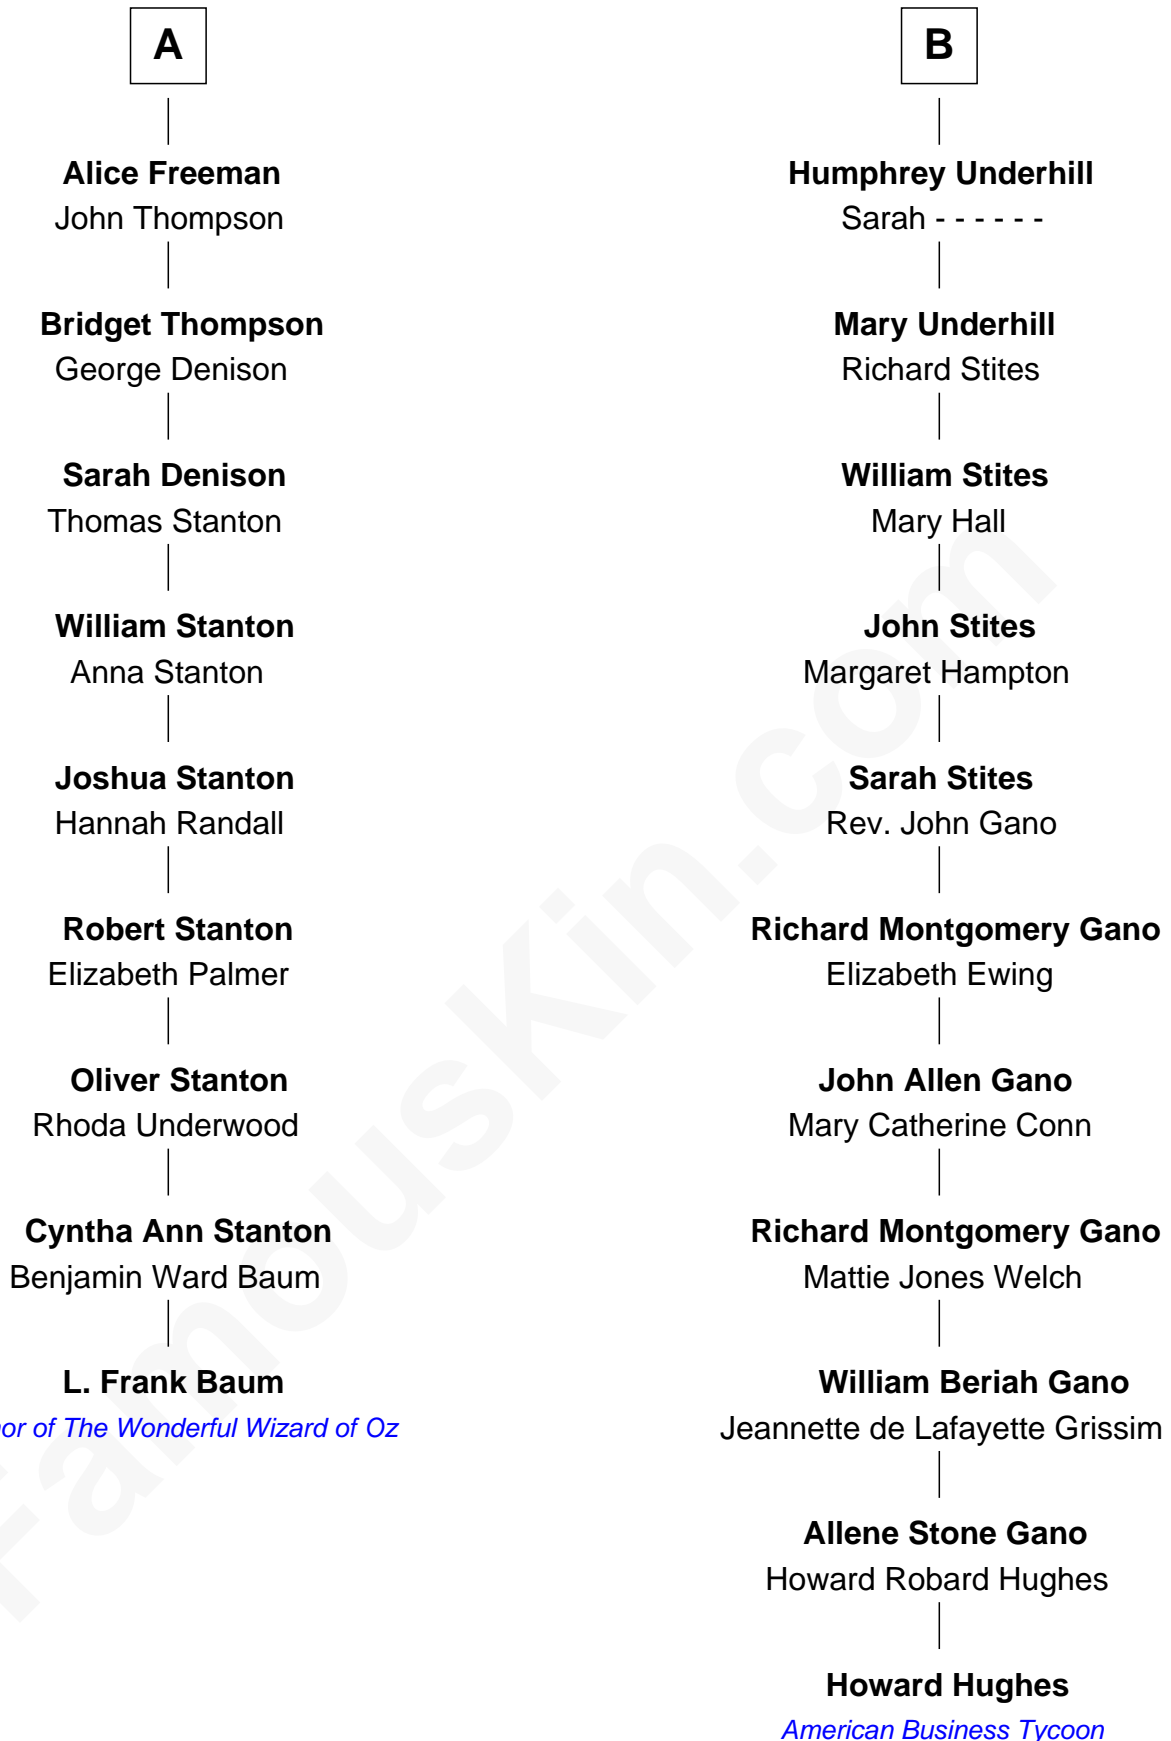 A
Alice Freeman
John Thompson
Bridget Thompson
George Denison
Sarah Denison
Thomas Stanton
William Stanton
Anna Stanton
Joshua Stanton
Hannah Randall
Robert Stanton
Elizabeth Palmer
Oliver Stanton
Rhoda Underwood
Cyntha Ann Stanton
Benjamin Ward Baum
L. Frank Baum
or of The Wonderful Wizard of Oz
B
Humphrey Underhill
Sarah - - - - - -
Mary Underhill
Richard Stites
William Stites
Mary Hall
John Stites
Margaret Hampton
Sarah Stites
Rev. John Gano
Richard Montgomery Gano
Elizabeth Ewing
John Allen Gano
Mary Catherine Conn
Richard Montgomery Gano
Mattie Jones Welch
William Beriah Gano
Jeannette de Lafayette Grissim
Allene Stone Gano
Howard Robard Hughes
Howard Hughes
American Business Tycoon
FamousKin.com